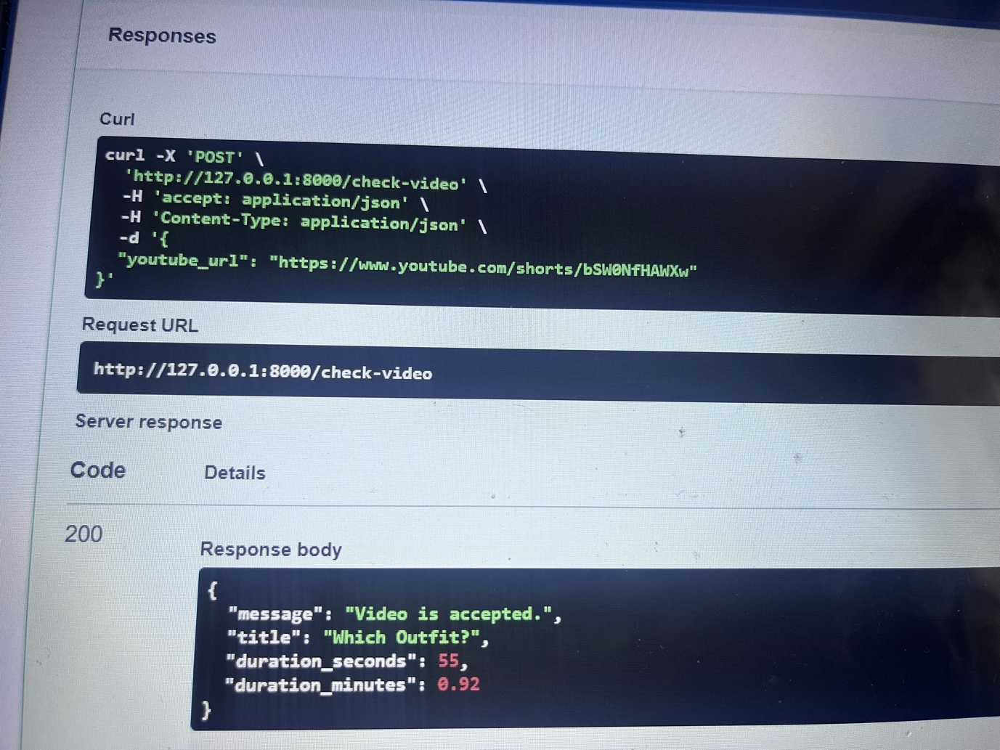 Responses
Curl
curl -X 'POST' \
'http://127.0.0.1:8000/check-video' \
-H 'accept: application/json' \
-H 'Content-Type: application/json' \
-d '{
"youtube_url": "https://www.youtube.com/shorts/bSW0NfHAWXw"
}'
Request URL
http://127.0.0.1:8000/check-video
Server response
Code Details
200
Response body
{
"message": "Video is accepted.",
"title": "Which Outfit?",
"duration_seconds": 55,
"duration_minutes": 0.92
}